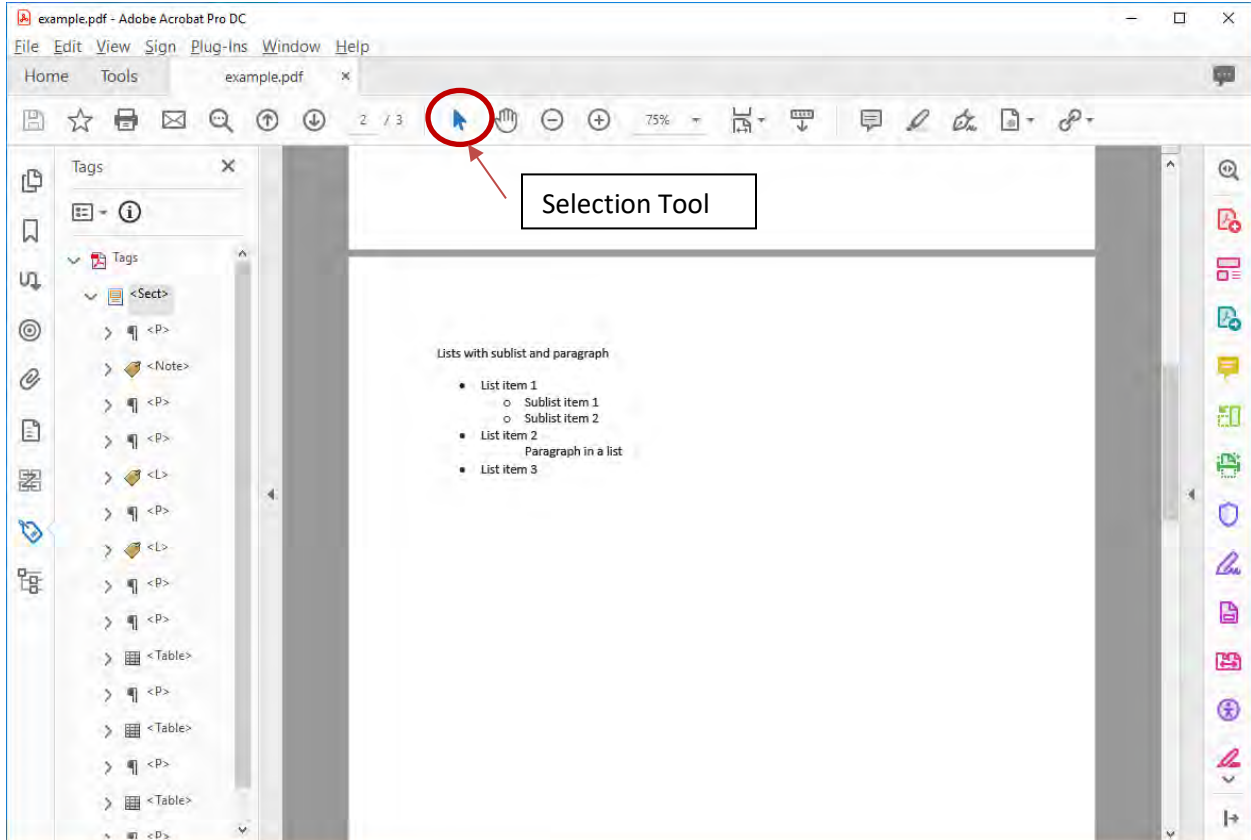 example.pdf - Adobe Acrobat Pro DC
File Edit View Sign Plug-Ins Window Help
Home Tools example.pdf
2 / 3 75%
Selection Tool
Tags
Tags
<Sect>
<P>
<Note>
<P>
<P>
<L>
<P>
<L>
<P>
<P>
<Table>
<P>
<Table>
<P>
<Table>
<P>
Lists with sublist and paragraph
• List item 1
o Sublist item 1
o Sublist item 2
• List item 2
Paragraph in a list
• List item 3